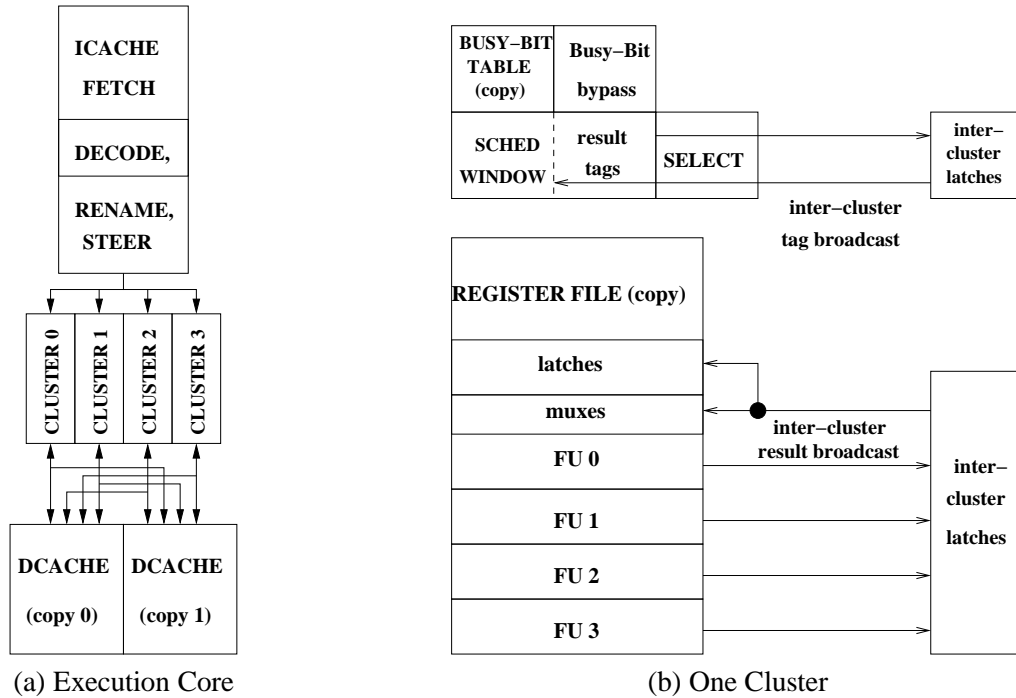 ICACHE
FETCH
DECODE,
RENAME,
STEER
CLUSTER 0
CLUSTER 1
CLUSTER 2
CLUSTER 3
DCACHE
(copy 0)
DCACHE
(copy 1)
(a) Execution Core
BUSY−BIT
TABLE
(copy)
Busy−Bit
bypass
SCHED
WINDOW
result
tags
SELECT
inter−
cluster
latches
inter−cluster
tag broadcast
REGISTER FILE (copy)
latches
muxes
inter−cluster
result broadcast
FU 0
FU 1
FU 2
FU 3
inter−
cluster
latches
(b) One Cluster